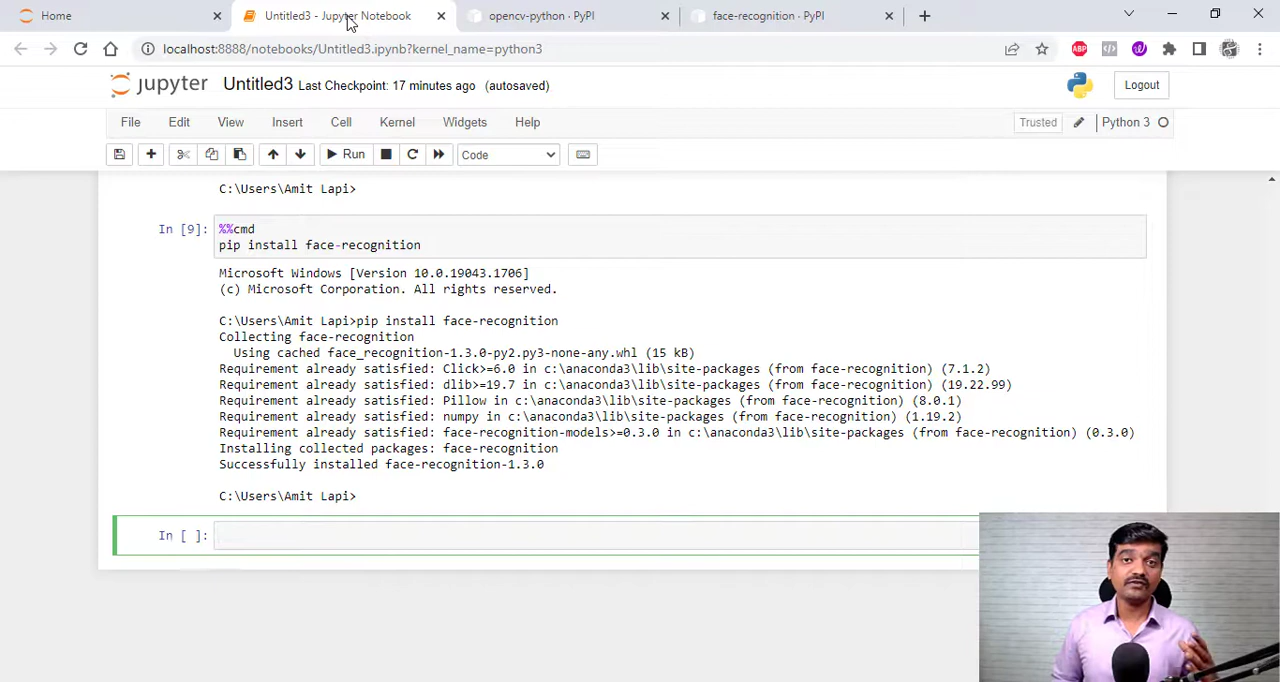 Home
Untitled3 - Jupyter Notebook
opencv-python · PyPI
face-recognition · PyPI
localhost:8888/notebooks/Untitled3.ipynb?kernel_name=python3
ABP
jupyter Untitled3 Last Checkpoint 17 minutes ago (autosaved)
Logout
File Edit View Insert Cell Kernel Widgets Help
Trusted
Python 3
Run
Code
C:\Users\Amit Lapi>
In [9]:
%%cmd
pip install face-recognition
Microsoft Windows [Version 10.0.19043.1706]
(c) Microsoft Corporation. All rights reserved.
C:\Users\Amit Lapi>pip install face-recognition
Collecting face-recognition
Using cached face_recognition-1.3.0-py2.py3-none-any.whl (15 kB)
Requirement already satisfied: Click>=6.0 in c:\anaconda3\lib\site-packages (from face-recognition) (7.1.2)
Requirement already satisfied: dlib>=19.7 in c:\anaconda3\lib\site-packages (from face-recognition) (19.22.99)
Requirement already satisfied: Pillow in c:\anaconda3\lib\site-packages (from face-recognition) (8.0.1)
Requirement already satisfied: numpy in c:\anaconda3\lib\site-packages (from face-recognition) (1.19.2)
Requirement already satisfied: face-recognition-models>=0.3.0 in c:\anaconda3\lib\site-packages (from face-recognition) (0.3.0)
Installing collected packages: face-recognition
Successfully installed face-recognition-1.3.0
C:\Users\Amit Lapi>
In [ ]: